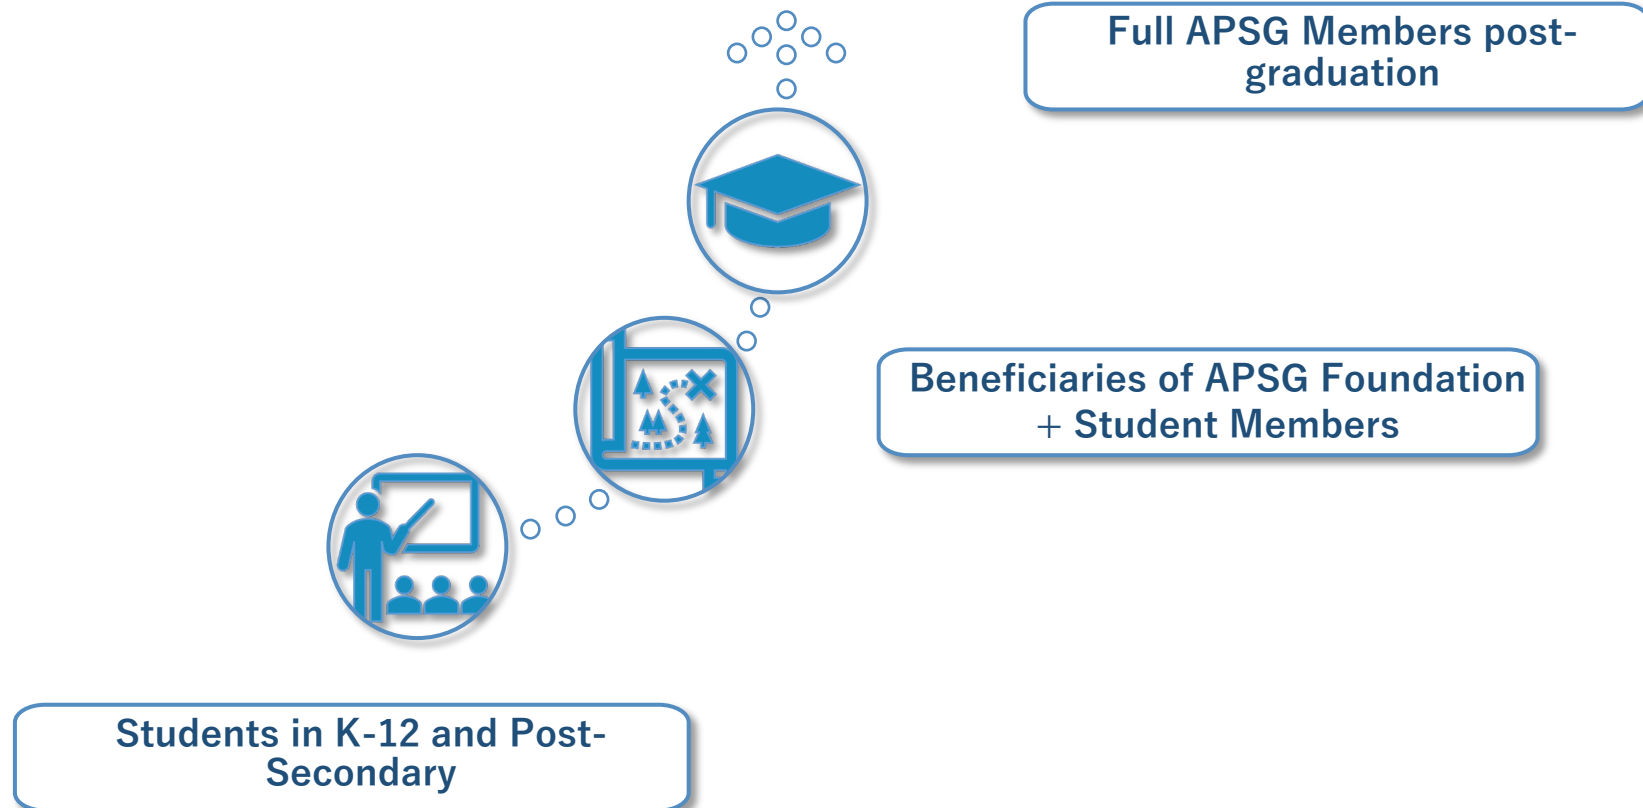 Full APSG Members post-
graduation
Beneficiaries of APSG Foundation
+ Student Members
Students in K-12 and Post-
Secondary